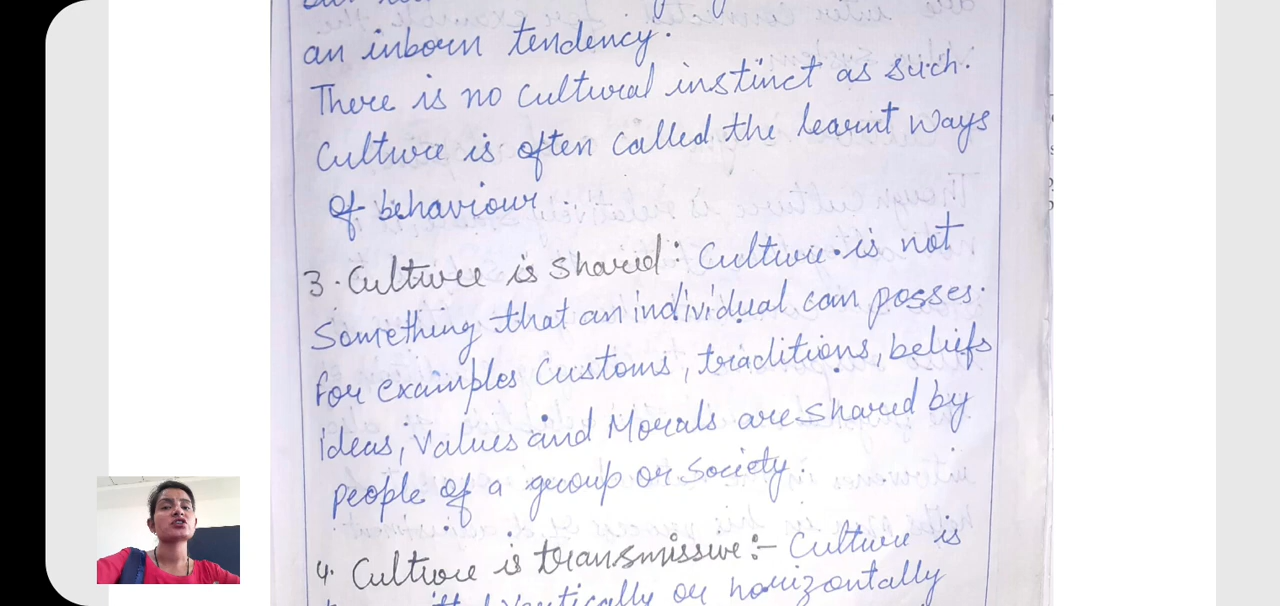 an inborn tendency.
There is no cultural instinct as such.
Culture is often called the learnt ways
of behaviour
3. Culture is shared: Culture is not
Something that an individual can posses.
for examples Customs, traditions, beliefs
ideas, Values and Morals are shared by
people of a group or society.
4. Culture is transmissive:- Culture is
vertically or horizontally